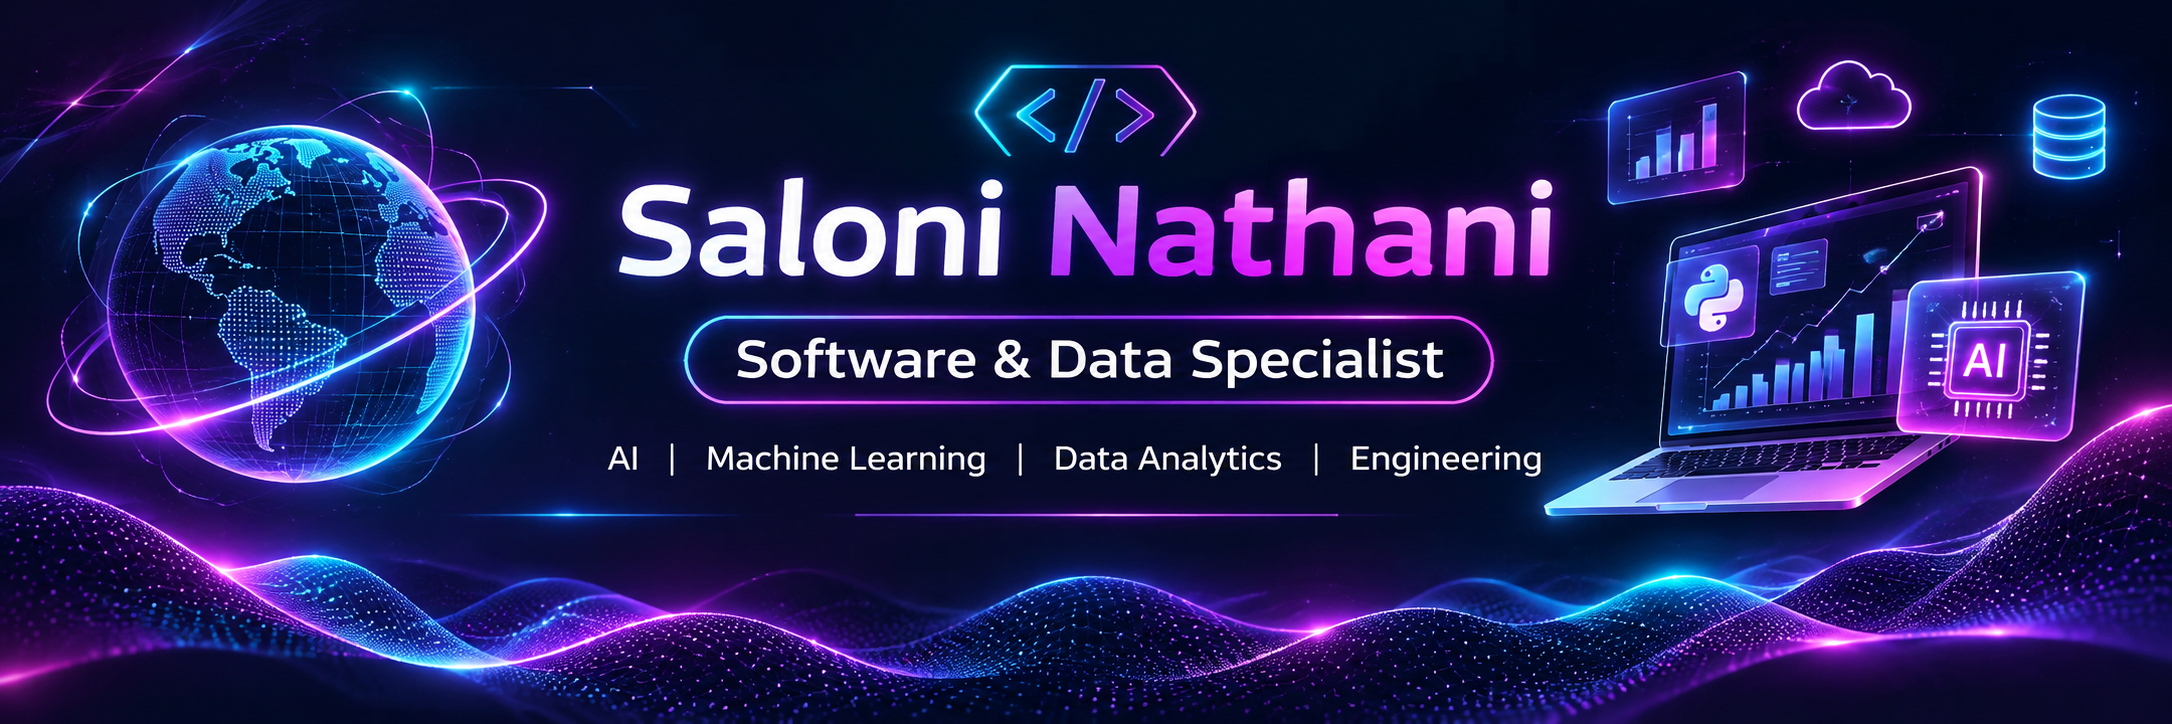 </>
Saloni Nathani
Software & Data Specialist
AI | Machine Learning | Data Analytics | Engineering
AI